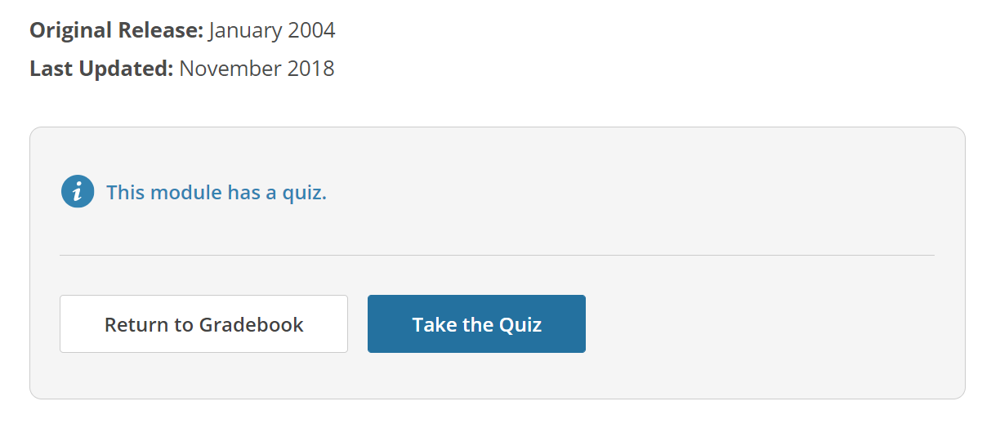 Original Release: January 2004
Last Updated: November 2018
This module has a quiz.
Return to Gradebook
Take the Quiz